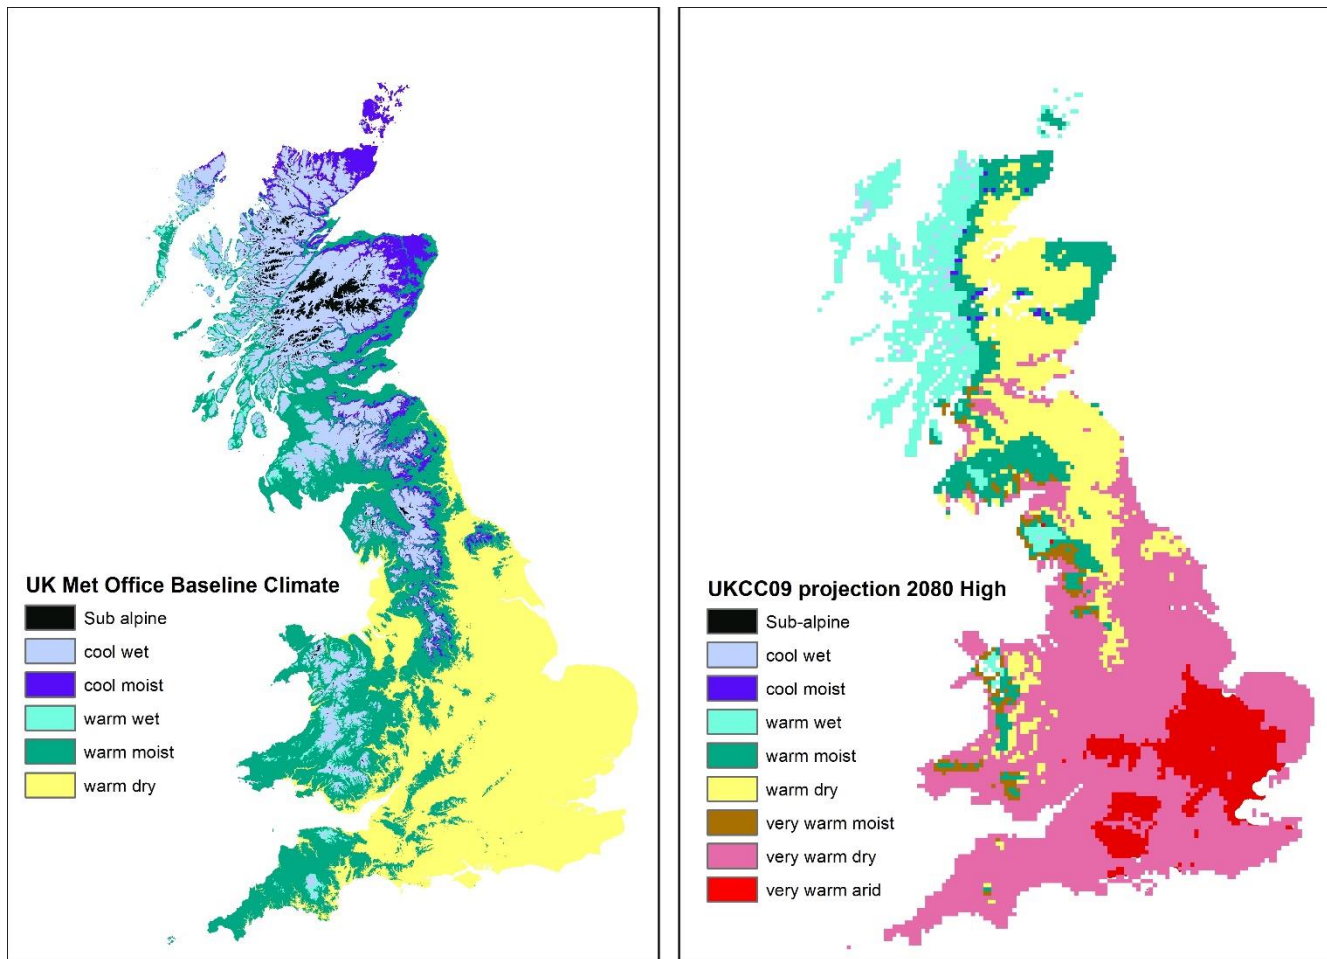 UK Met Office Baseline Climate
Sub alpine
cool wet
cool moist
warm wet
warm moist
warm dry
UKCC09 projection 2080 High
Sub-alpine
cool wet
cool moist
warm wet
warm moist
warm dry
very warm moist
very warm dry
very warm arid